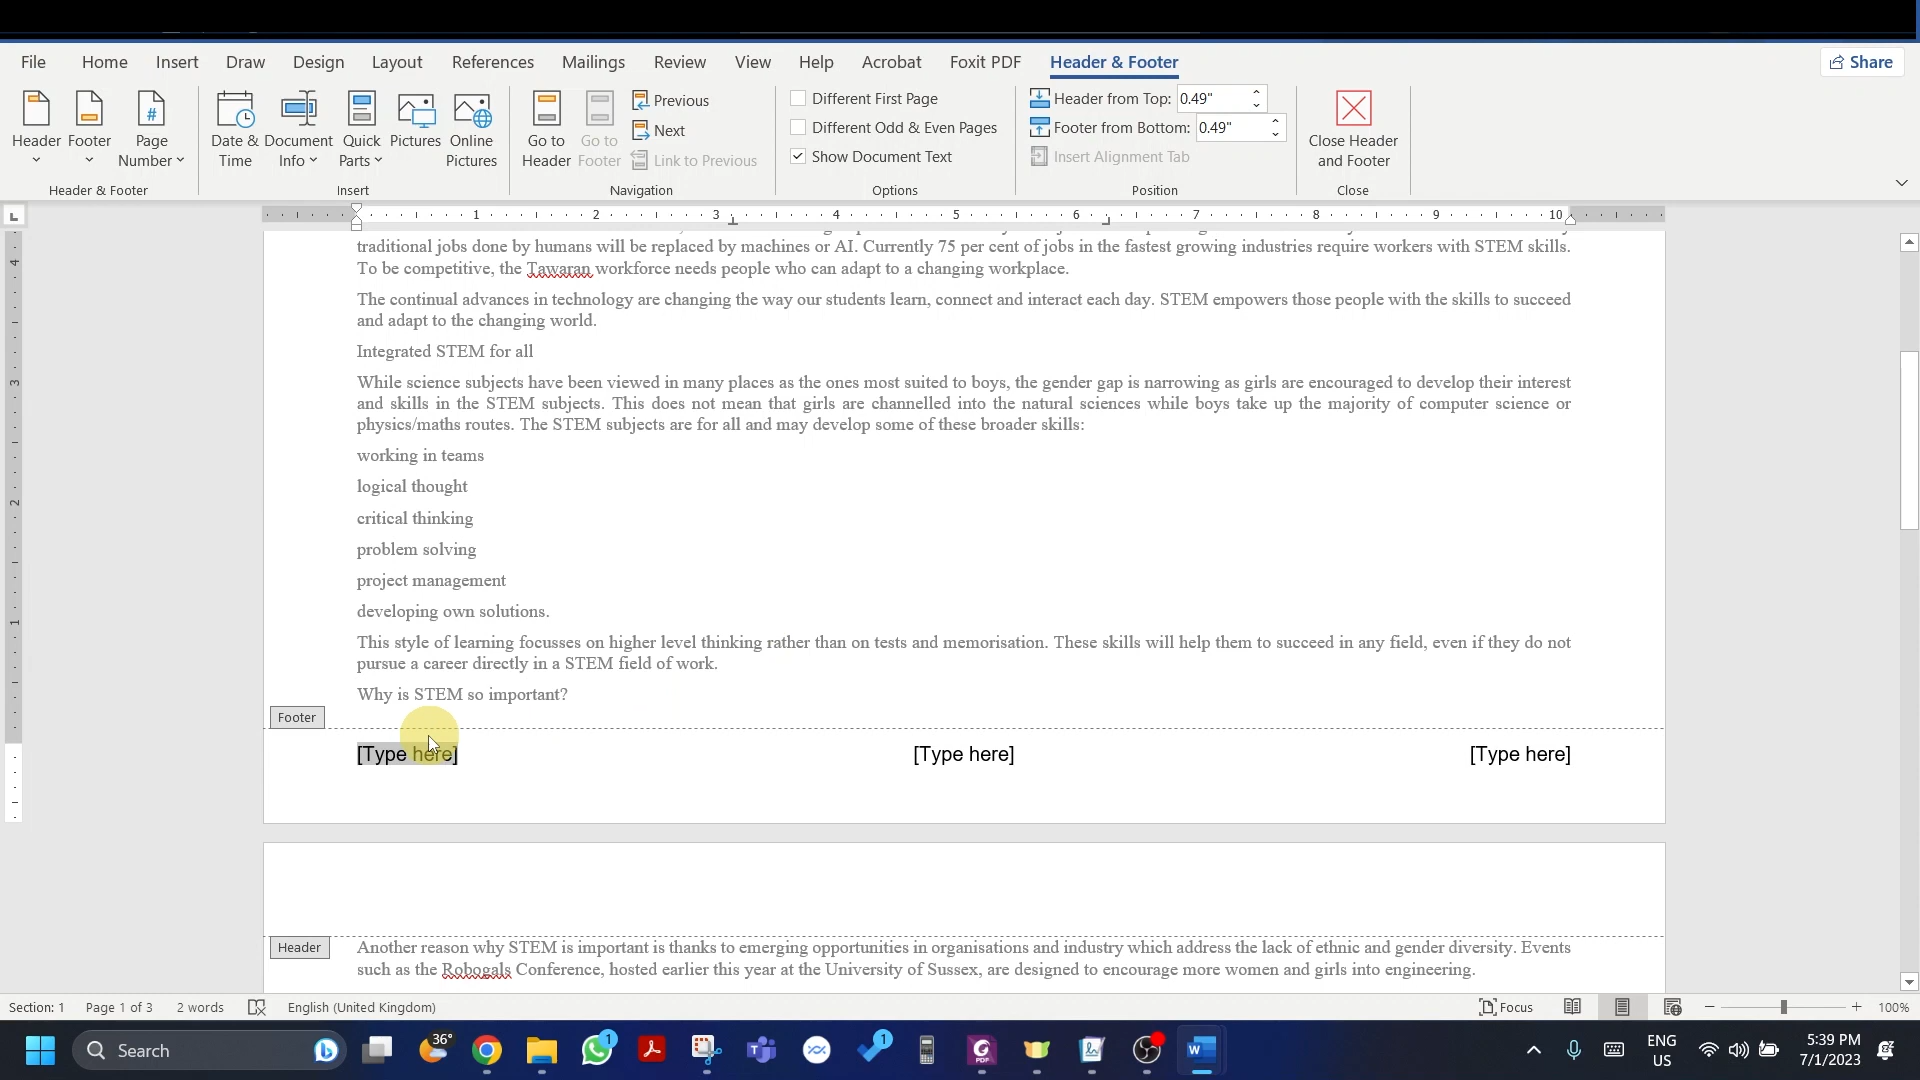 File Home Insert Draw Design Layout References Mailings Review View Help Acrobat Foxit PDF Header & Footer Share
Header Footer Page Number
Date & Time Document Info Quick Parts Pictures Online Pictures
Go to Header Go to Footer Previous Next Link to Previous
Different First Page
Different Odd & Even Pages
Show Document Text
Header from Top: 0.49"
Footer from Bottom: 0.49"
Insert Alignment Tab
Close Header and Footer
Header & Footer Insert Navigation Options Position Close
L 1 2 3 4 5 6 7 8 9 10
4 3 2 1
traditional jobs done by humans will be replaced by machines or AI. Currently 75 per cent of jobs in the fastest growing industries require workers with STEM skills.
To be competitive, the Tawaran workforce needs people who can adapt to a changing workplace.
The continual advances in technology are changing the way our students learn, connect and interact each day. STEM empowers those people with the skills to succeed
and adapt to the changing world.
Integrated STEM for all
While science subjects have been viewed in many places as the ones most suited to boys, the gender gap is narrowing as girls are encouraged to develop their interest
and skills in the STEM subjects. This does not mean that girls are channelled into the natural sciences while boys take up the majority of computer science or
physics/maths routes. The STEM subjects are for all and may develop some of these broader skills:
working in teams
logical thought
critical thinking
problem solving
project management
developing own solutions.
This style of learning focusses on higher level thinking rather than on tests and memorisation. These skills will help them to succeed in any field, even if they do not
pursue a career directly in a STEM field of work.
Why is STEM so important?
Footer
[Type here] [Type here] [Type here]
Header
Another reason why STEM is important is thanks to emerging opportunities in organisations and industry which address the lack of ethnic and gender diversity. Events
such as the Robogals Conference, hosted earlier this year at the University of Sussex, are designed to encourage more women and girls into engineering.
Section: 1 Page 1 of 3 2 words English (United Kingdom) Focus 100%
Search 36° 1 1 ENG US 5:39 PM 7/1/2023